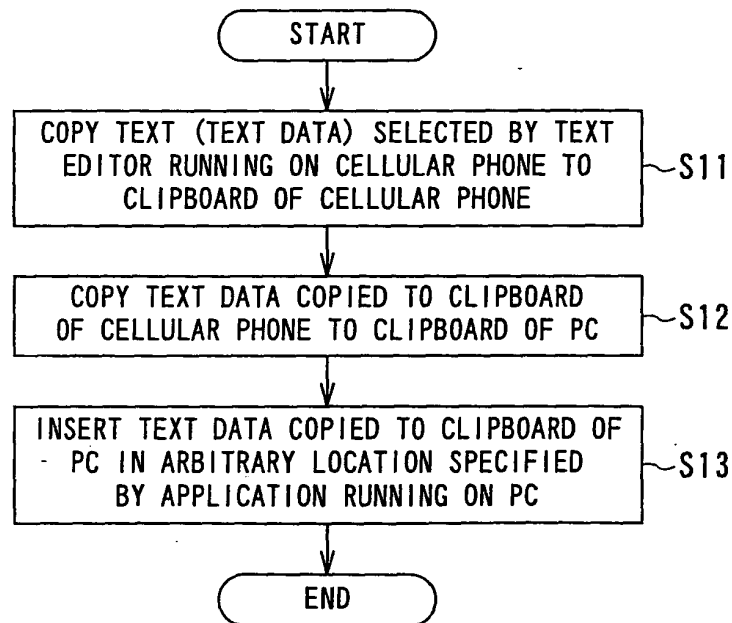 START
COPY TEXT (TEXT DATA) SELECTED BY TEXT
EDITOR RUNNING ON CELLULAR PHONE TO
CLIPBOARD OF CELLULAR PHONE
S11
COPY TEXT DATA COPIED TO CLIPBOARD
OF CELLULAR PHONE TO CLIPBOARD OF PC
S12
INSERT TEXT DATA COPIED TO CLIPBOARD OF
PC IN ARBITRARY LOCATION SPECIFIED
BY APPLICATION RUNNING ON PC
S13
END